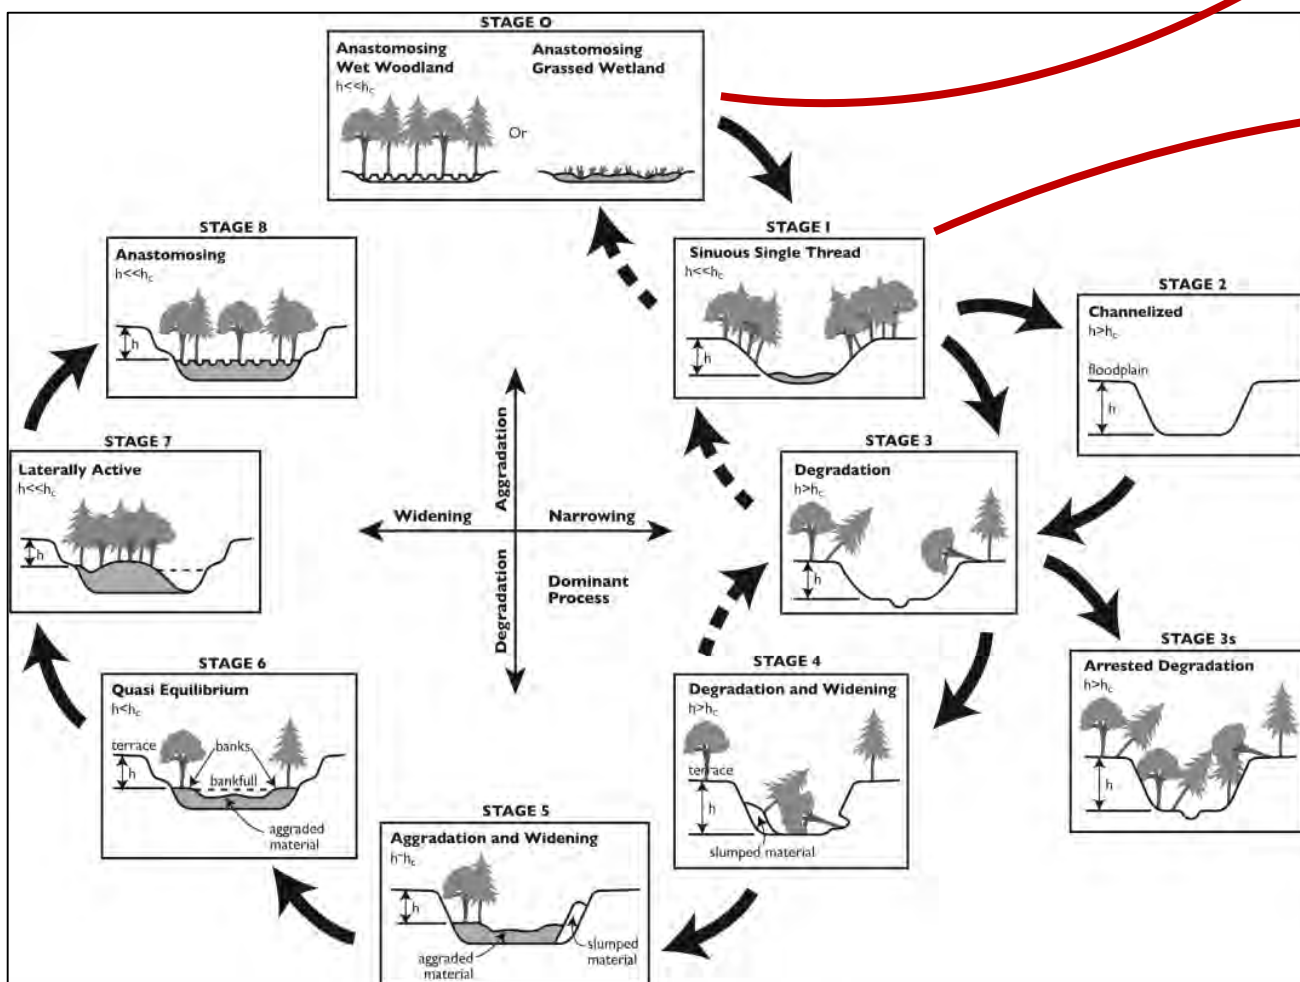 STAGE 0
Anastomosing
Wet Woodland
h<<hc
Or
Anastomosing
Grassed Wetland
STAGE 1
Sinuous Single Thread
h<<hc
h
STAGE 2
Channelized
h>hc
floodplain
h
STAGE 3
Degradation
h>hc
h
STAGE 3s
Arrested Degradation
h>hc
h
STAGE 4
Degradation and Widening
h>hc
terrace
h
slumped material
STAGE 5
Aggradation and Widening
h~hc
h
aggraded
material
slumped
material
STAGE 6
Quasi Equilibrium
h<hc
terrace
banks
h
bankfull
aggraded
material
STAGE 7
Laterally Active
h<<hc
h
STAGE 8
Anastomosing
h<<hc
h
Aggradation
Widening
Narrowing
Degradation
Dominant
Process